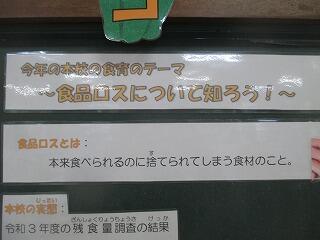 今年の本校の食育のテーマ
～食品ロスについて知ろう！～
食品ロスとは：
本来食べられるのに捨てられてしまう食材のこと。
本校の実態：
令和３年度の残食量調査の結果